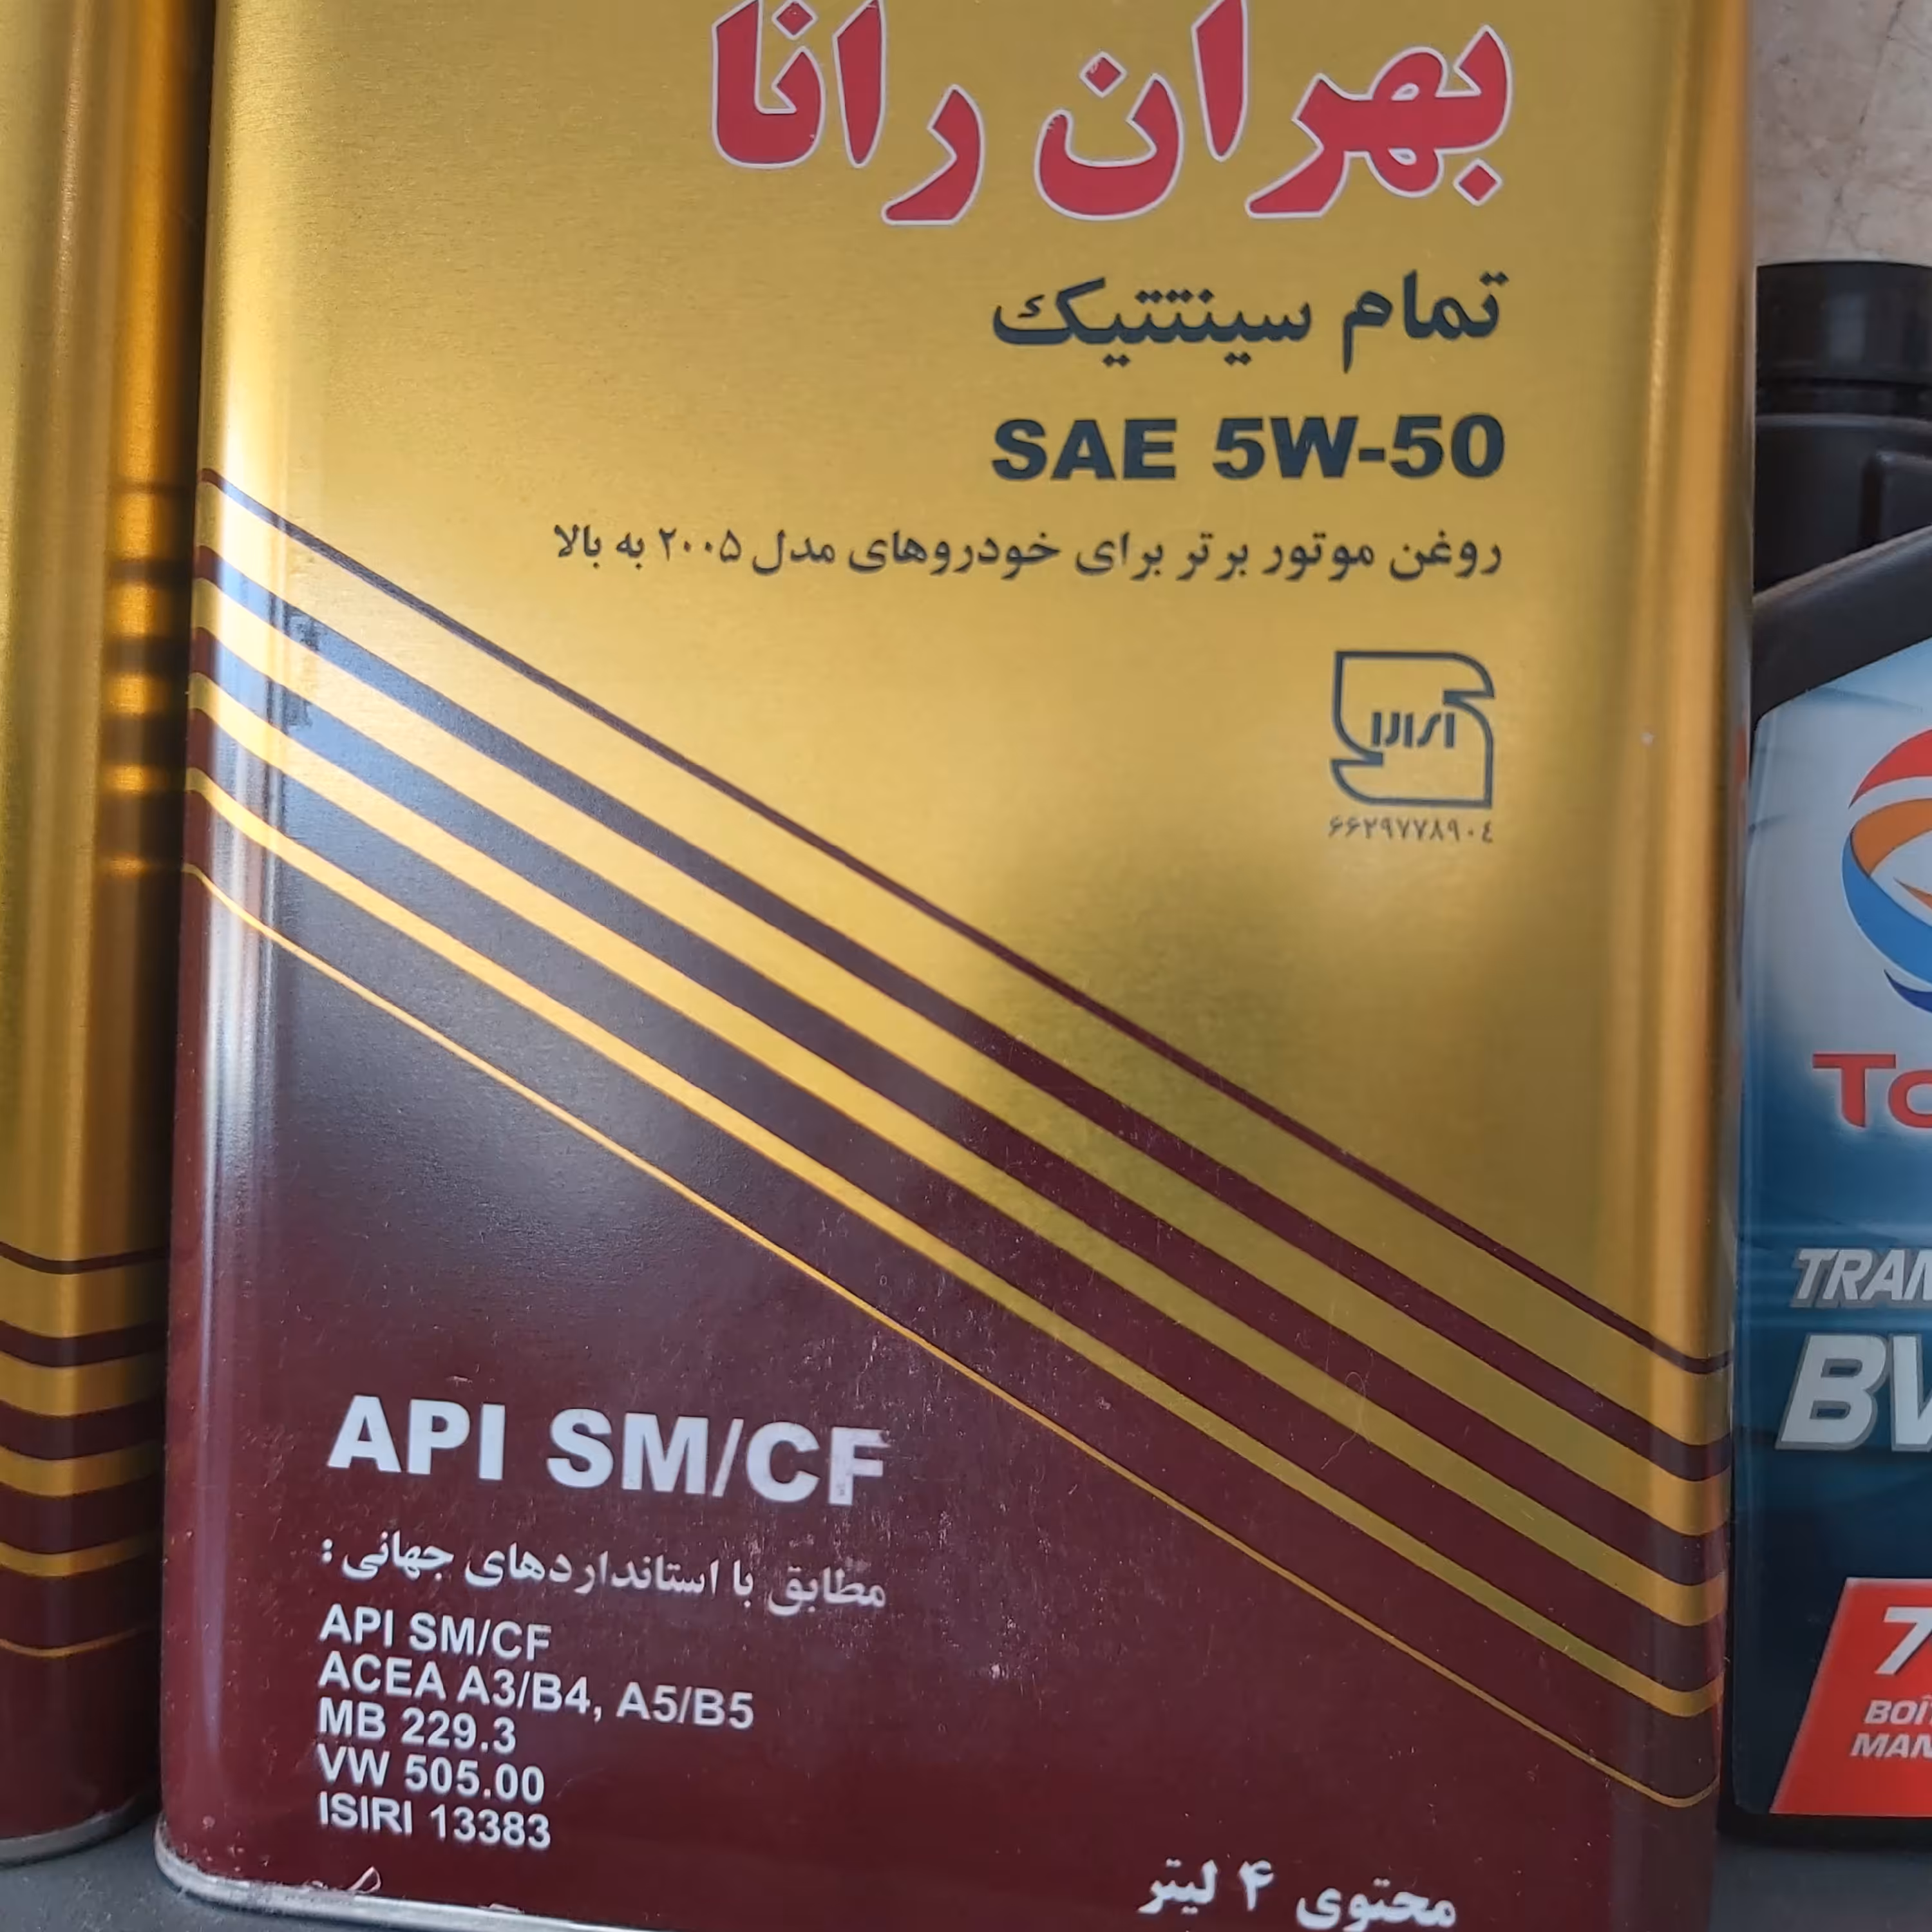 بهران رانا
تمام سینتتیک
SAE 5W-50
روغن موتور برتر برای خودروهای مدل ۲۰۰۵ به بالا
۶۶۲۹۷۷۸۹۰٤
API SM/CF
مطابق با استانداردهای جهانی :
API SM/CF
ACEA A3/B4, A5/B5
MB 229.3
VW 505.00
ISIRI 13383
محتوی ۴ لیتر